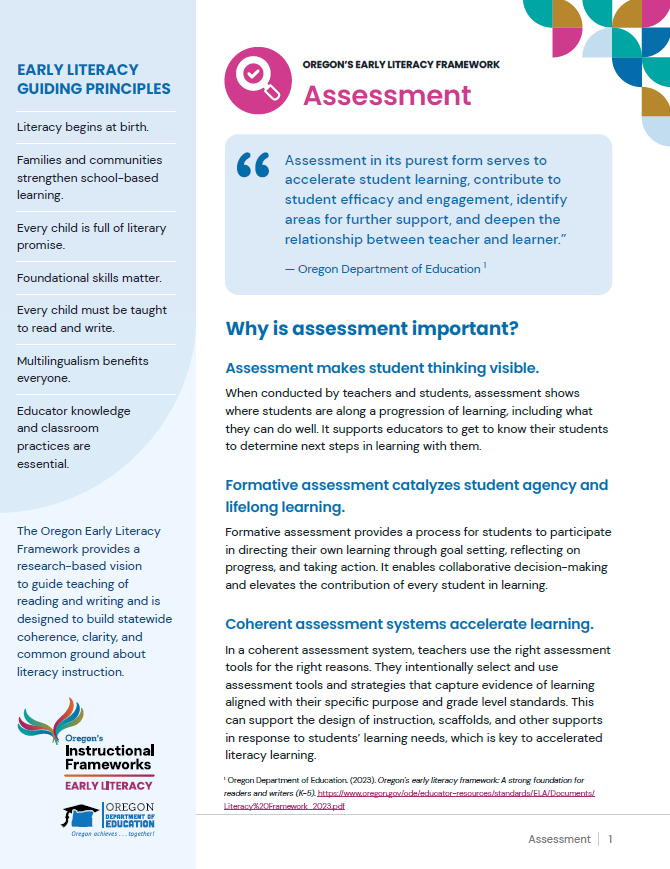 EARLY LITERACY
GUIDING PRINCIPLES
Literacy begins at birth.
Families and communities
strengthen school-based
learning.
Every child is full of literary
promise.
Foundational skills matter.
Every child must be taught
to read and write.
Multilingualism benefits
everyone.
Educator knowledge
and classroom
practices are
essential.
The Oregon Early Literacy
Framework provides a
research-based vision
to guide teaching of
reading and writing and is
designed to build statewide
coherence, clarity, and
common ground about
literacy instruction.
Oregon's
Instructional
Frameworks
EARLY LITERACY
OREGON
DEPARTMENT OF
EDUCATION
Oregon achieves . . . together!
OREGON'S EARLY LITERACY FRAMEWORK
Assessment
“ Assessment in its purest form serves to
accelerate student learning, contribute to
student efficacy and engagement, identify
areas for further support, and deepen the
relationship between teacher and learner.”
— Oregon Department of Education 1
Why is assessment important?
Assessment makes student thinking visible.
When conducted by teachers and students, assessment shows
where students are along a progression of learning, including what
they can do well. It supports educators to get to know their students
to determine next steps in learning with them.
Formative assessment catalyzes student agency and
lifelong learning.
Formative assessment provides a process for students to participate
in directing their own learning through goal setting, reflecting on
progress, and taking action. It enables collaborative decision-making
and elevates the contribution of every student in learning.
Coherent assessment systems accelerate learning.
In a coherent assessment system, teachers use the right assessment
tools for the right reasons. They intentionally select and use
assessment tools and strategies that capture evidence of learning
aligned with their specific purpose and grade level standards. This
can support the design of instruction, scaffolds, and other supports
in response to students' learning needs, which is key to accelerated
literacy learning.
1 Oregon Department of Education. (2023). Oregon's early literacy framework: A strong foundation for
readers and writers (K-5). https://www.oregon.gov/ode/educator-resources/standards/ELA/Documents/
Literacy%20Framework_2023.pdf
Assessment | 1